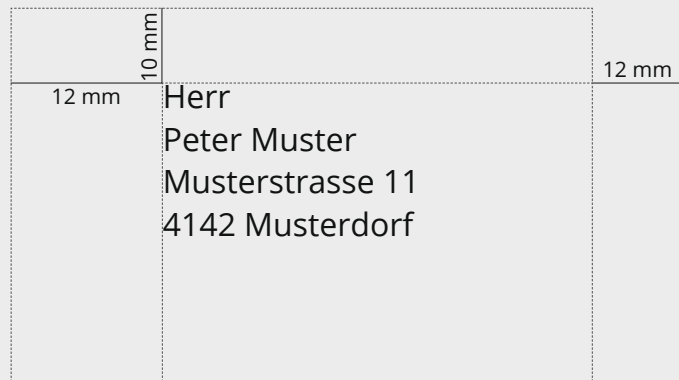 10 mm
12 mm
12 mm
Herr
Peter Muster
Musterstrasse 11
4142 Musterdorf